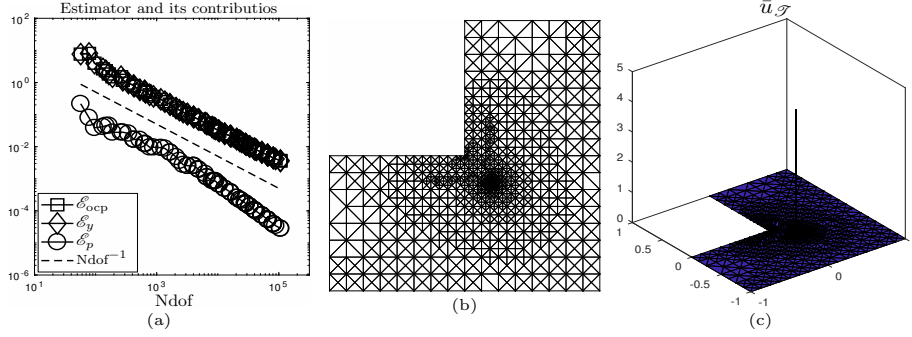 Estimator and its contributios
10^2
10^0
10^-2
10^-4
10^-6
ℰ_ocp
ℰ_y
ℰ_p
Ndof^-1
10^1
10^3
10^5
Ndof
(a)
(b)
ū_𝒯
5
4
3
2
1
0
1
0.5
0
-0.5
-1
-1
0
(c)